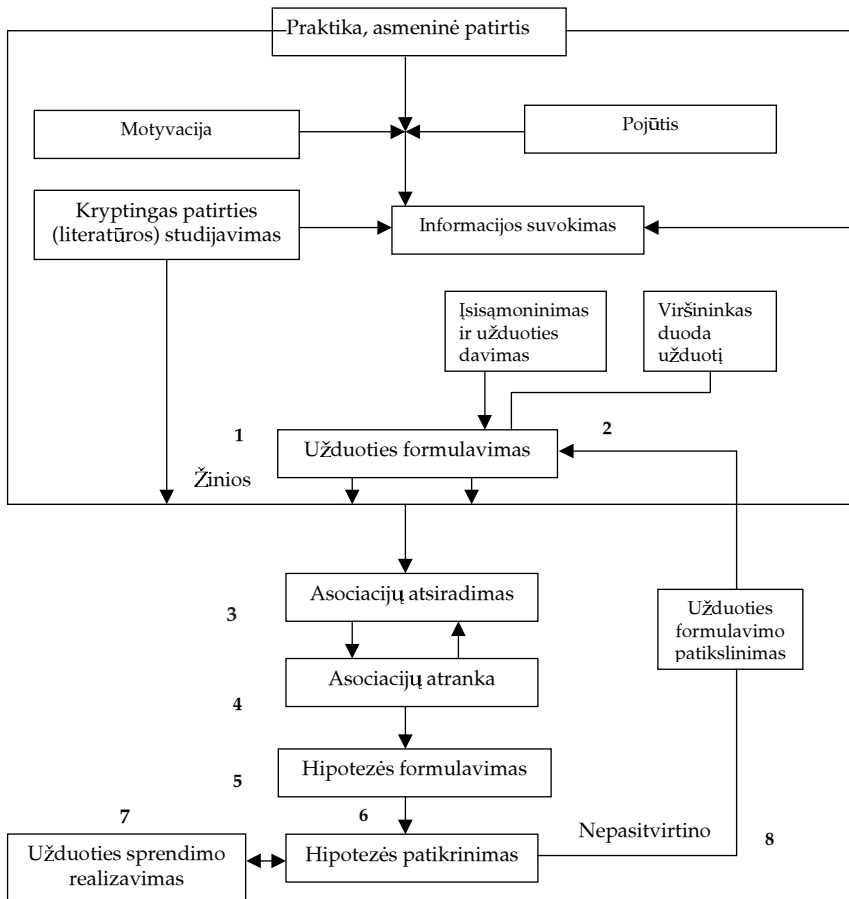 Praktika, asmeninė patirtis
Motyvacija
Pojūtis
Kryptingas patirties
(literatūros) studijavimas
Informacijos suvokimas
Įsisąmoninimas
ir užduoties
davimas
Viršininkas
duoda
užduotį
1
Užduoties formulavimas
2
Žinios
3
Asociacijų atsiradimas
Užduoties
formulavimo
patikslinimas
4
Asociacijų atranka
5
Hipotezės formulavimas
6
7
Užduoties sprendimo
realizavimas
Hipotezės patikrinimas
Nepasitvirtino
8